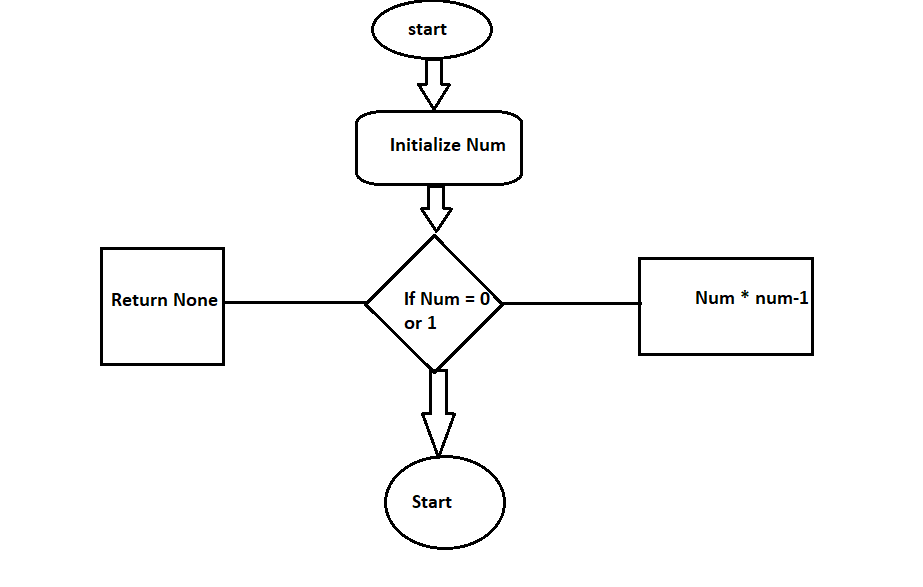 start
Initialize Num
Return None
If Num = 0
or 1
Num * num-1
Start